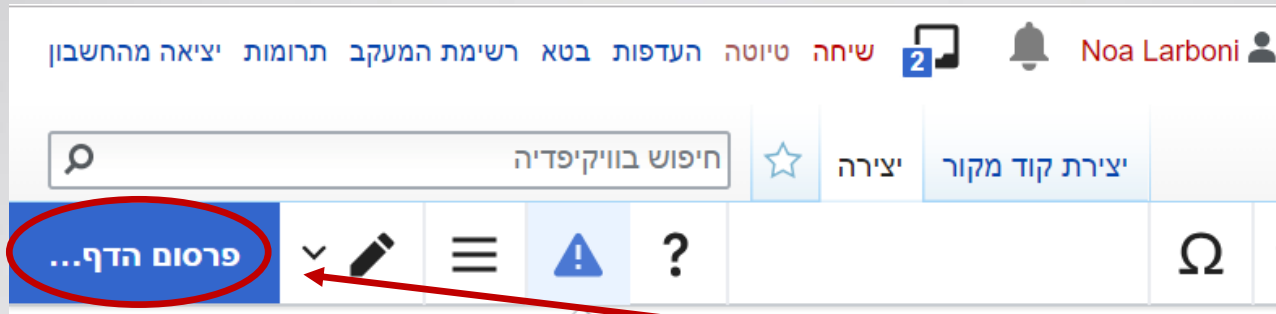 Noa Larboni 2 שיחה טיוטה העדפות בטא רשימת המעקב תרומות יציאה מהחשבון
יצירת קוד מקור יצירה חיפוש בוויקיפדיה
Ω ? פרסום הדף...